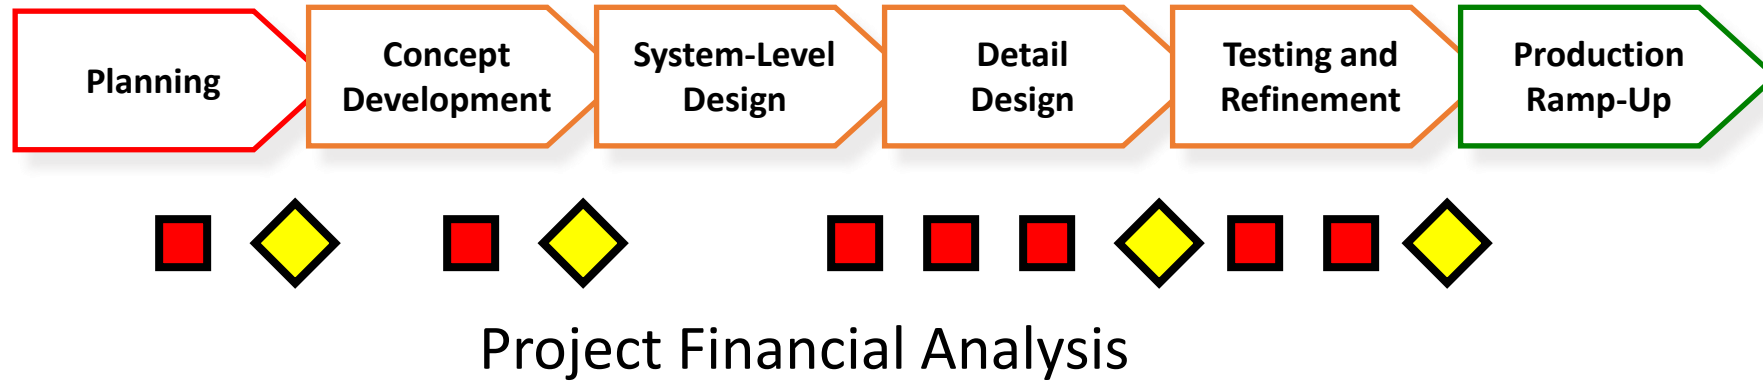 Planning
Concept
Development
System-Level
Design
Detail
Design
Testing and
Refinement
Production
Ramp-Up
Project Financial Analysis